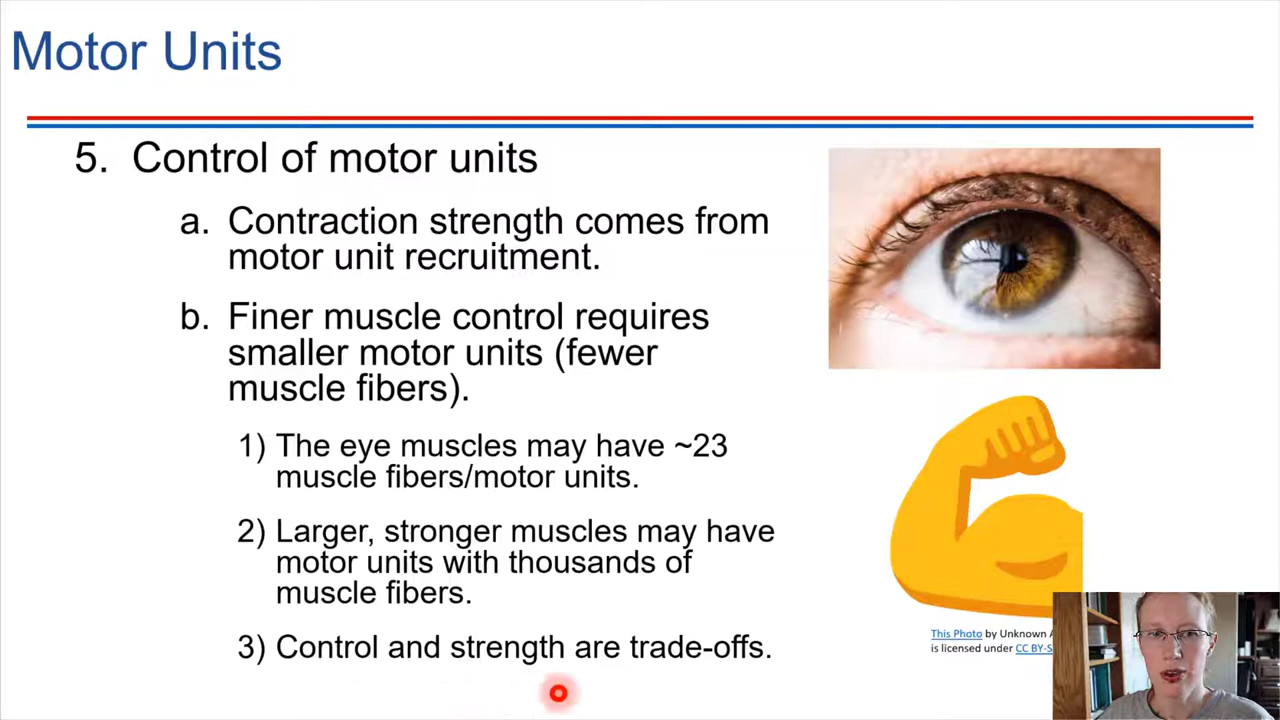 Motor Units
5. Control of motor units
a. Contraction strength comes from
motor unit recruitment.
b. Finer muscle control requires
smaller motor units (fewer
muscle fibers).
1) The eye muscles may have ~23
muscle fibers/motor units.
2) Larger, stronger muscles may have
motor units with thousands of
muscle fibers.
3) Control and strength are trade-offs.
This Photo by Unknown A
is licensed under CC BY-S